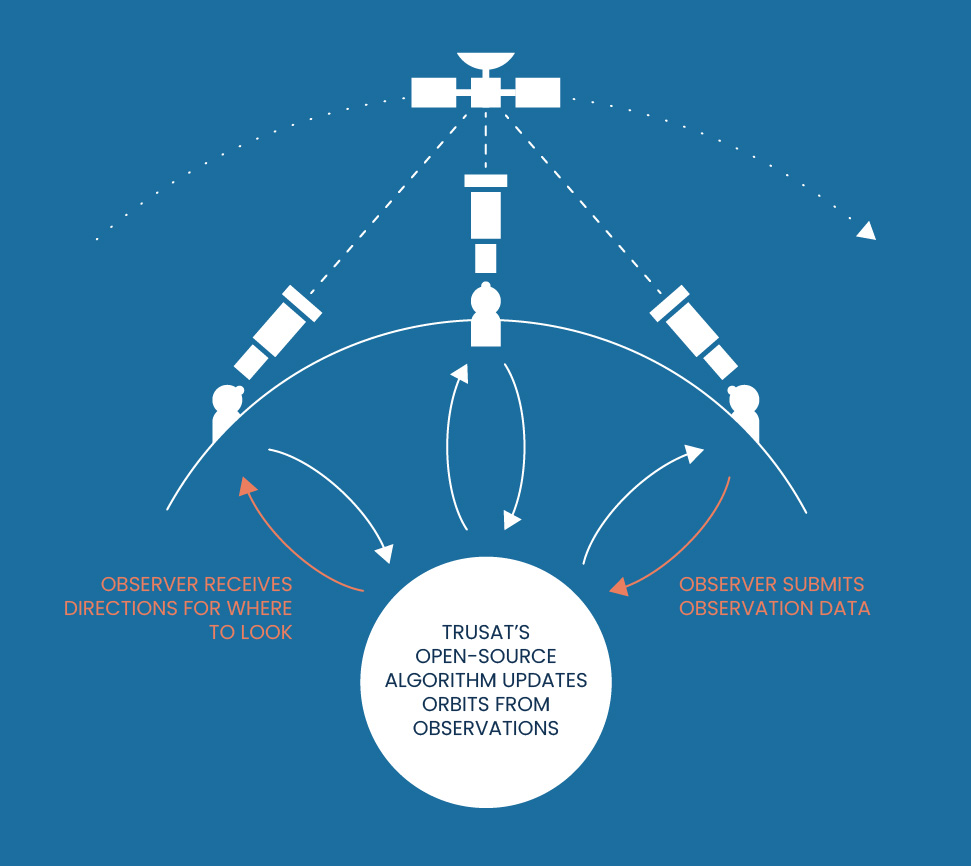 OBSERVER RECEIVES
DIRECTIONS FOR WHERE
TO LOOK
OBSERVER SUBMITS
OBSERVATION DATA
TRUSAT’S
OPEN-SOURCE
ALGORITHM UPDATES
ORBITS FROM
OBSERVATIONS